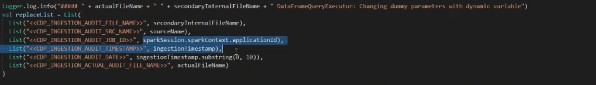 logger.log.info("##### " + actualFileName + " " + secondaryInternalFileName + " DataFrameQueryExecutor: Changing dummy parameters with dynamic variable")
val replaceList = List(
List("<<CDP_INGESTION_AUDIT_FILE_NAME>>", secondaryInternalFileName),
List("<<CDP_INGESTION_AUDIT_SRC_NAME>>", sourceName),
List("<<CDP_INGESTION_AUDIT_JOB_ID>>", sparkSession.sparkContext.applicationId),
List("<<CDP_INGESTION_AUDIT_TIMESTAMP>>", ingestionTimestamp),
List("<<CDP_INGESTION_AUDIT_DATE>>", ingestionTimestamp.substring(0, 10)),
List("<<CDP_INGESTION_ACTUAL_AUDIT_FILE_NAME>>", actualFileName)
)